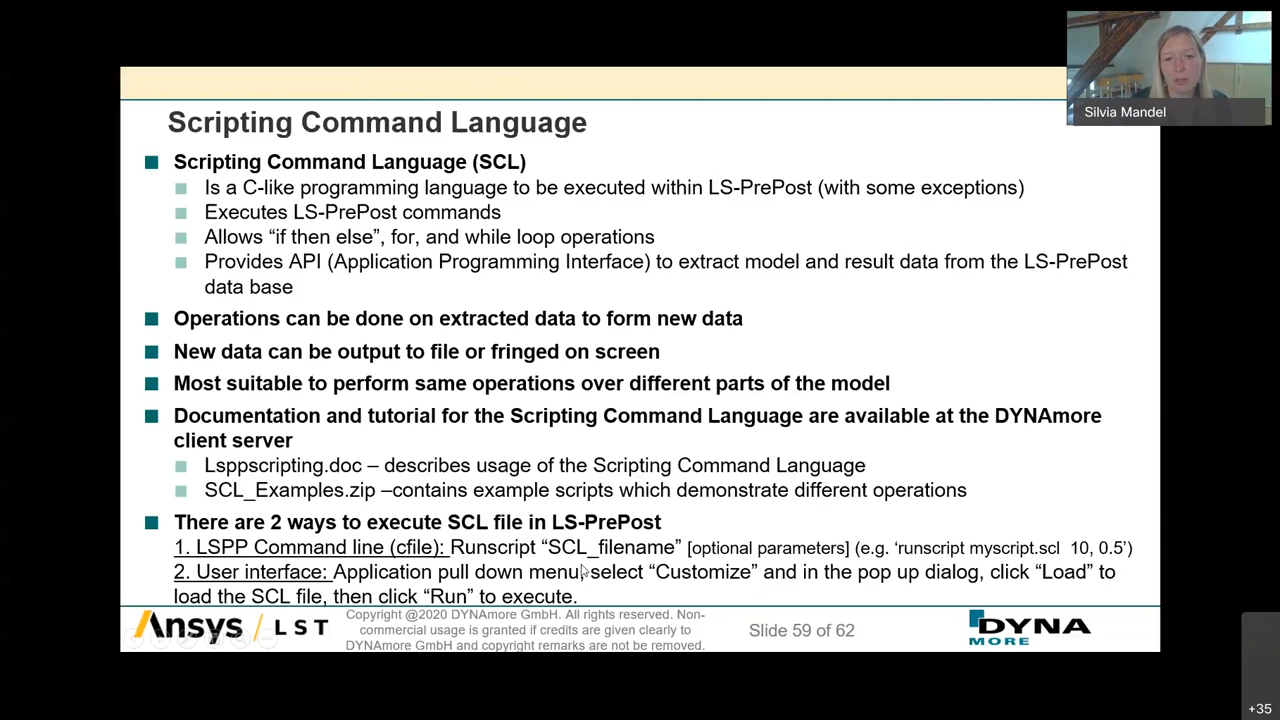 Silvia Mandel
Scripting Command Language
Scripting Command Language (SCL)
Is a C-like programming language to be executed within LS-PrePost (with some exceptions)
Executes LS-PrePost commands
Allows “if then else”, for, and while loop operations
Provides API (Application Programming Interface) to extract model and result data from the LS-PrePost
data base
Operations can be done on extracted data to form new data
New data can be output to file or fringed on screen
Most suitable to perform same operations over different parts of the model
Documentation and tutorial for the Scripting Command Language are available at the DYNAmore
client server
Lsppscripting.doc – describes usage of the Scripting Command Language
SCL_Examples.zip –contains example scripts which demonstrate different operations
There are 2 ways to execute SCL file in LS-PrePost
1. LSPP Command line (cfile): Runscript “SCL_filename” [optional parameters] (e.g. ‘runscript myscript.scl 10, 0.5’)
2. User interface: Application pull down menu select “Customize” and in the pop up dialog, click “Load” to
load the SCL file, then click “Run” to execute.
Ansys / LST
Copyright @2020 DYNAmore GmbH. All rights reserved. Non-
commercial usage is granted if credits are given clearly to
DYNAmore GmbH and copyright remarks are not be removed.
Slide 59 of 62
DYNA
MORE
+35